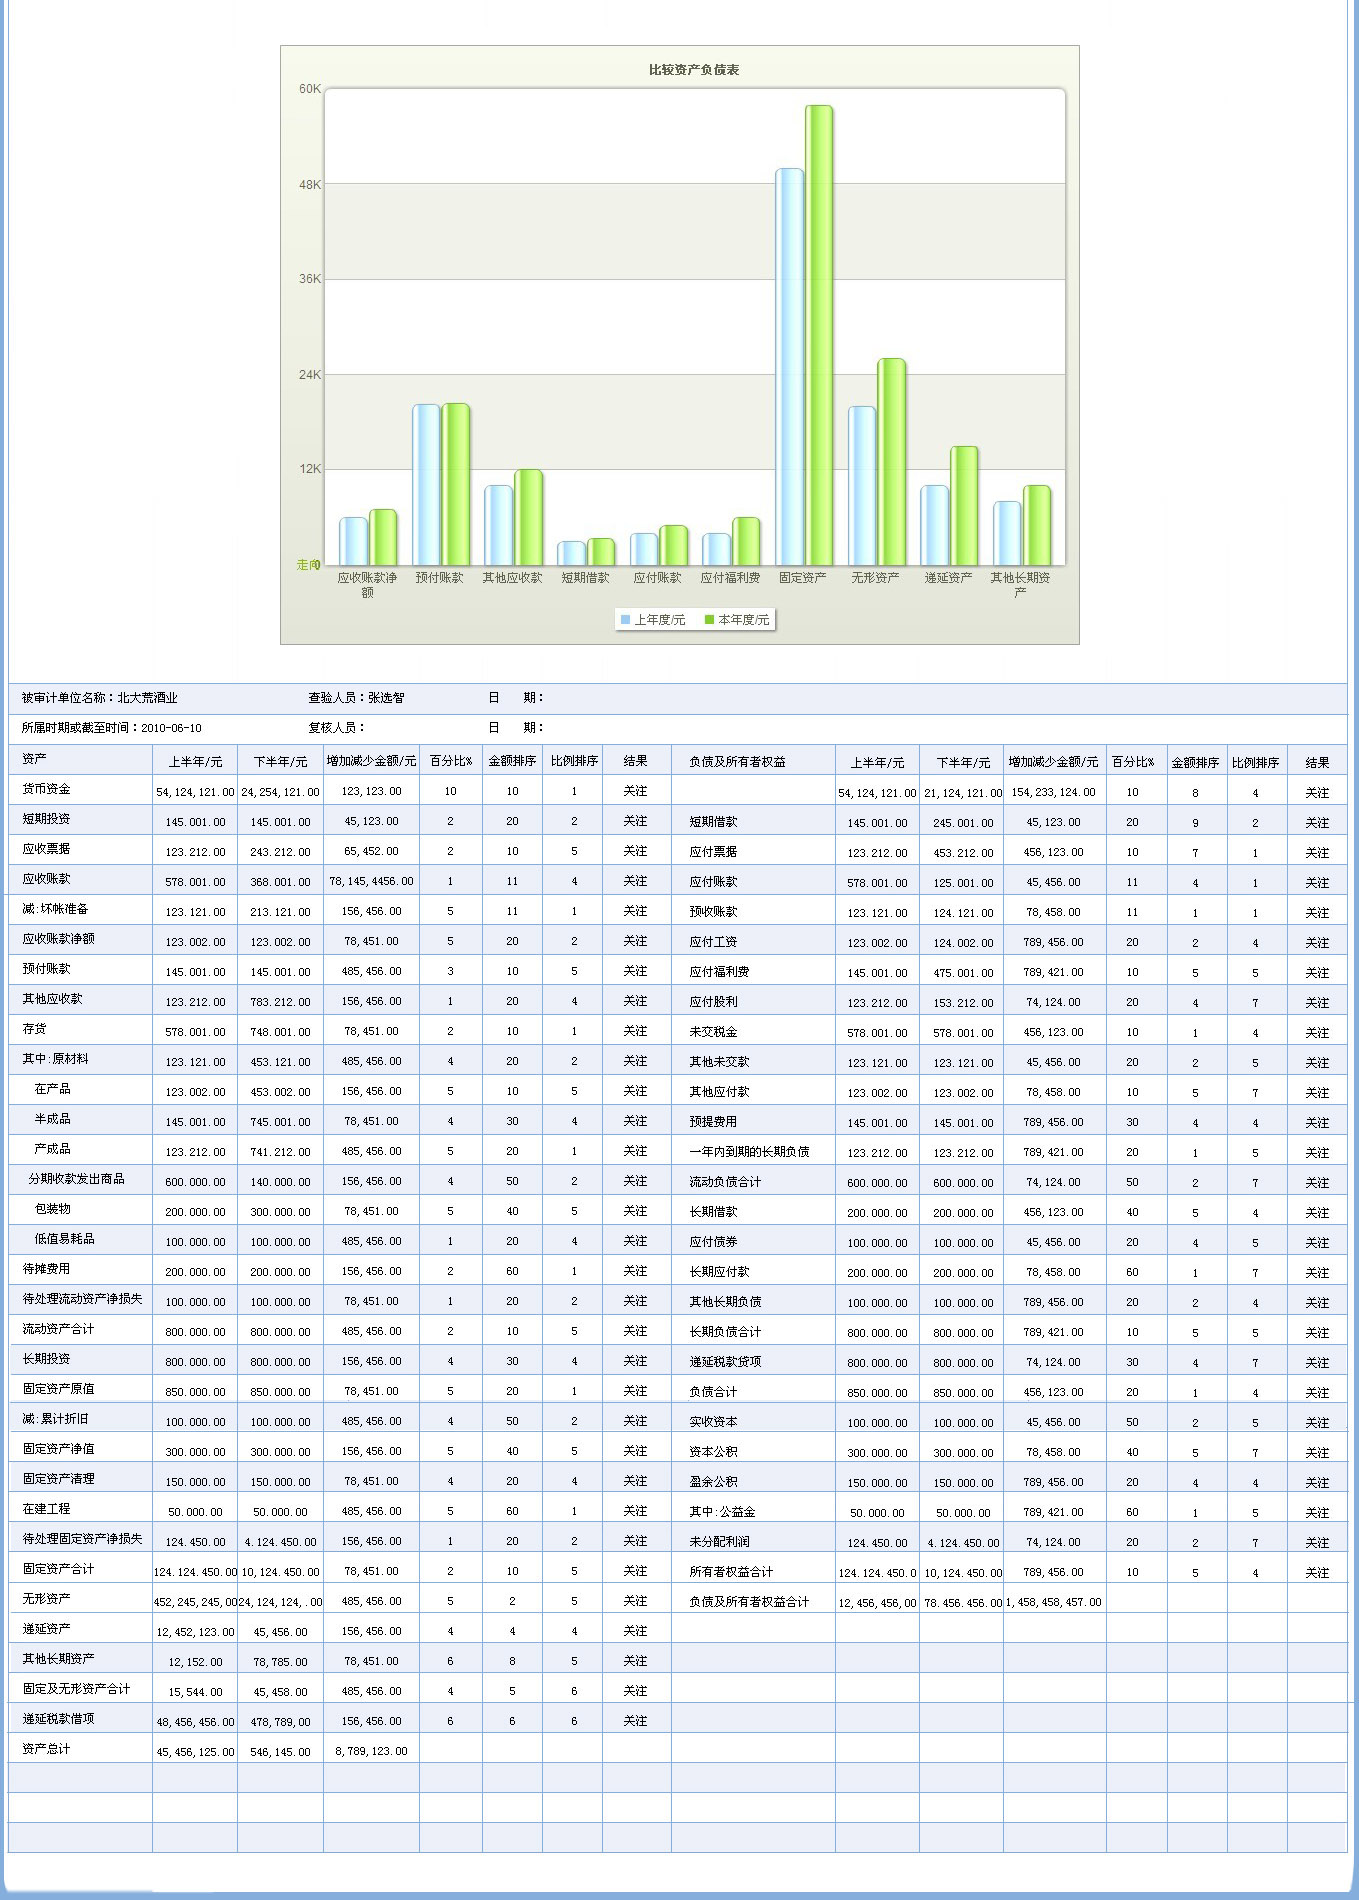 比较资产负债表
60K
48K
36K
24K
12K
走向0
应收账款净额 预付账款 其他应收款 短期借款 应付账款 应付福利费 固定资产 无形资产 递延资产 其他长期资产
上年度/元 本年度/元
被审计单位名称：北大荒酒业 查验人员：张选智 日 期：
所属时期或截至时间：2010-06-10 复核人员： 日 期：
资产 上半年/元 下半年/元 增加减少金额/元 百分比% 金额排序 比例排序 结果 负债及所有者权益 上半年/元 下半年/元 增加减少金额/元 百分比% 金额排序 比例排序 结果
货币资金 54,124,121.00 24,254,121.00 123,123.00 10 10 1 关注 54,124,121.00 21,124,121.00 154,233,124.00 10 8 4 关注
短期投资 145.001.00 145.001.00 45,123.00 2 20 2 关注 短期借款 145.001.00 245.001.00 45,123.00 20 9 2 关注
应收票据 123.212.00 243.212.00 65,452.00 2 10 5 关注 应付票据 123.212.00 453.212.00 456,123.00 10 7 1 关注
应收账款 578.001.00 368.001.00 78,145,4456.00 1 11 4 关注 应付账款 578.001.00 125.001.00 45,456.00 11 4 1 关注
减:坏帐准备 123.121.00 213.121.00 156,456.00 5 11 1 关注 预收账款 123.121.00 124.121.00 78,458.00 11 1 1 关注
应收账款净额 123.002.00 123.002.00 78,451.00 5 20 2 关注 应付工资 123.002.00 124.002.00 789,456.00 20 2 4 关注
预付账款 145.001.00 145.001.00 485,456.00 3 10 5 关注 应付福利费 145.001.00 475.001.00 789,421.00 10 5 5 关注
其他应收款 123.212.00 783.212.00 156,456.00 1 20 4 关注 应付股利 123.212.00 153.212.00 74,124.00 20 4 7 关注
存货 578.001.00 748.001.00 78,451.00 2 10 1 关注 未交税金 578.001.00 578.001.00 456,123.00 10 1 4 关注
其中:原材料 123.121.00 453.121.00 485,456.00 4 20 2 关注 其他未交款 123.121.00 123.121.00 45,456.00 20 2 5 关注
在产品 123.002.00 453.002.00 156,456.00 5 10 5 关注 其他应付款 123.002.00 123.002.00 78,458.00 10 5 7 关注
半成品 145.001.00 745.001.00 78,451.00 4 30 4 关注 预提费用 145.001.00 145.001.00 789,456.00 30 4 4 关注
产成品 123.212.00 741.212.00 485,456.00 5 20 1 关注 一年内到期的长期负债 123.212.00 123.212.00 789,421.00 20 1 5 关注
分期收款发出商品 600.000.00 140.000.00 156,456.00 4 50 2 关注 流动负债合计 600.000.00 600.000.00 74,124.00 50 2 7 关注
包装物 200.000.00 300.000.00 78,451.00 5 40 5 关注 长期借款 200.000.00 200.000.00 456,123.00 40 5 4 关注
低值易耗品 100.000.00 100.000.00 485,456.00 1 20 4 关注 应付债券 100.000.00 100.000.00 45,456.00 20 4 5 关注
待摊费用 200.000.00 200.000.00 156,456.00 2 60 1 关注 长期应付款 200.000.00 200.000.00 78,458.00 60 1 7 关注
待处理流动资产净损失 100.000.00 100.000.00 78,451.00 1 20 2 关注 其他长期负债 100.000.00 100.000.00 789,456.00 20 2 4 关注
流动资产合计 800.000.00 800.000.00 485,456.00 2 10 5 关注 长期负债合计 800.000.00 800.000.00 789,421.00 10 5 5 关注
长期投资 800.000.00 800.000.00 156,456.00 4 30 4 关注 递延税款贷项 800.000.00 800.000.00 74,124.00 30 4 7 关注
固定资产原值 850.000.00 850.000.00 78,451.00 5 20 1 关注 负债合计 850.000.00 850.000.00 456,123.00 20 1 4 关注
减:累计折旧 100.000.00 100.000.00 485,456.00 4 50 2 关注 实收资本 100.000.00 100.000.00 45,456.00 50 2 5 关注
固定资产净值 300.000.00 300.000.00 156,456.00 5 40 5 关注 资本公积 300.000.00 300.000.00 78,458.00 40 5 7 关注
固定资产清理 150.000.00 150.000.00 78,451.00 4 20 4 关注 盈余公积 150.000.00 150.000.00 789,456.00 20 4 4 关注
在建工程 50.000.00 50.000.00 485,456.00 5 60 1 关注 其中:公益金 50.000.00 50.000.00 789,421.00 60 1 5 关注
待处理固定资产净损失 124.450.00 4.124.450.00 156,456.00 1 20 2 关注 未分配利润 124.450.00 4.124.450.00 74,124.00 20 2 7 关注
固定资产合计 124.124.450.00 10,124.450.00 78,451.00 2 10 5 关注 所有者权益合计 124.124.450.0 10,124.450.00 789,456.00 10 5 4 关注
无形资产 452,245,245,00 24,124,124,.00 485,456.00 5 2 5 关注 负债及所有者权益合计 12,456,456,00 78.456.456.00 1,458,458,457.00
递延资产 12,452,123.00 45,456.00 156,456.00 4 4 4 关注
其他长期资产 12,152.00 78,785.00 78,451.00 6 8 5 关注
固定及无形资产合计 15,544.00 45,458.00 485,456.00 4 5 6 关注
递延税款借项 48,456,456.00 478,789,00 156,456.00 6 6 6 关注
资产总计 45,456,125.00 546,145.00 8,789,123.00